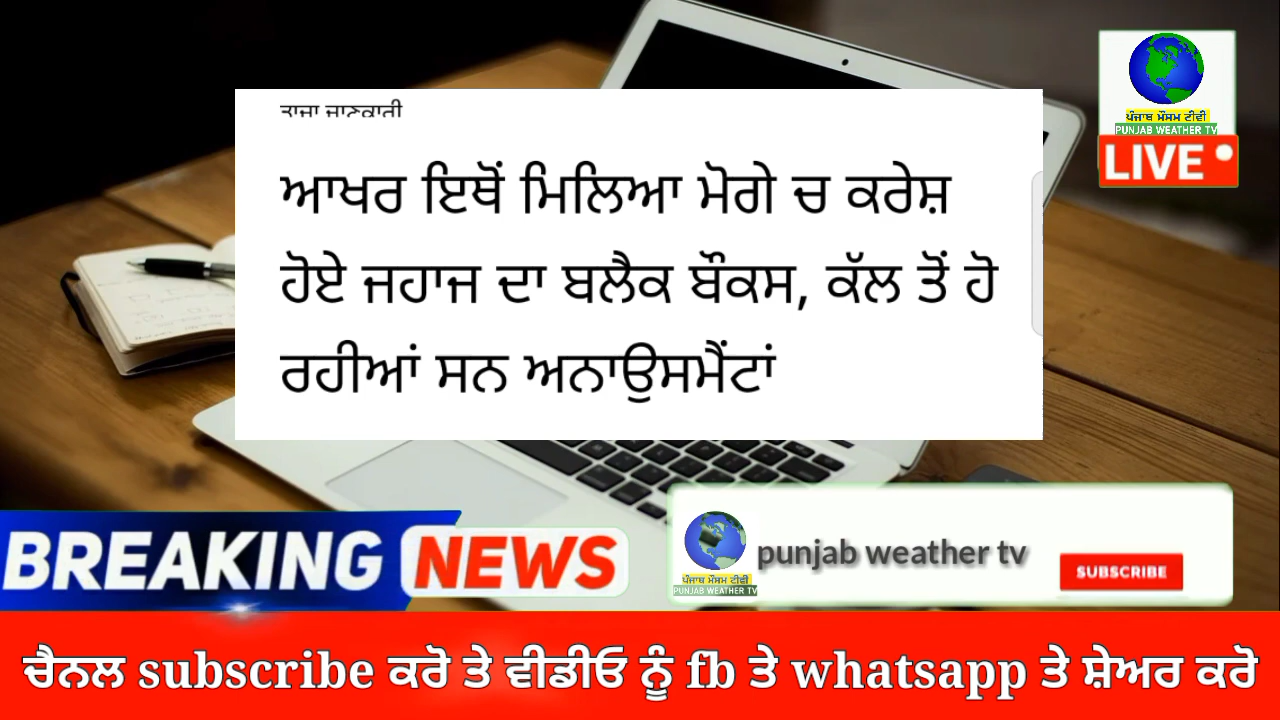 ਤਾਜ਼ਾ ਜਾਣਕਾਰੀ
ਆਖਰ ਇਥੋਂ ਮਿਲਿਆ ਮੋਗੇ ਚ ਕਰੇਸ਼
ਹੋਏ ਜਹਾਜ ਦਾ ਬਲੈਕ ਬੌਕਸ, ਕੱਲ ਤੋਂ ਹੋ
ਰਹੀਆਂ ਸਨ ਅਨਾਉਸਮੈਂਟਾਂ
ਪੰਜਾਬ ਮੌਸਮ ਟੀਵੀ
PUNJAB WEATHER TV
LIVE
BREAKING NEWS
ਪੰਜਾਬ ਮੌਸਮ ਟੀਵੀ
PUNJAB WEATHER TV
punjab weather tv
SUBSCRIBE
ਚੈਨਲ subscribe ਕਰੋ ਤੇ ਵੀਡੀਓ ਨੂੰ fb ਤੇ whatsapp ਤੇ ਸ਼ੇਅਰ ਕਰੋ